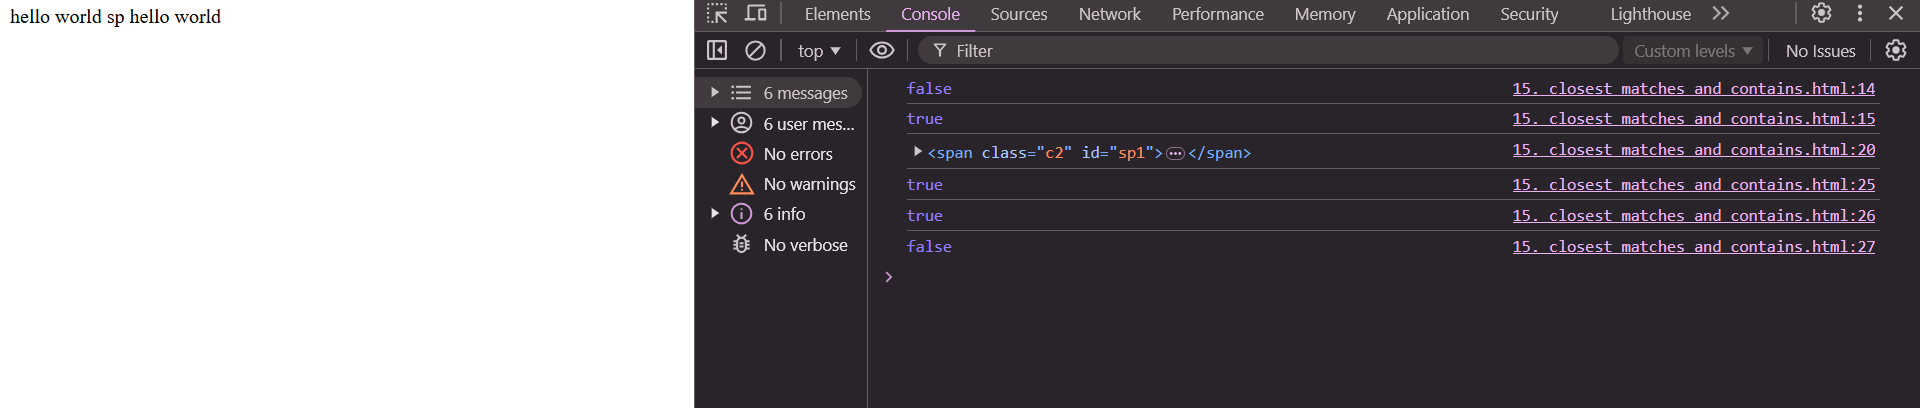 hello world sp hello world
Elements Console Sources Network Performance Memory Application Security Lighthouse
top Filter Custom levels No Issues
6 messages
6 user mes...
No errors
No warnings
6 info
No verbose
false 15. closest matches and contains.html:14
true 15. closest matches and contains.html:15
<span class="c2" id="sp1">…</span> 15. closest matches and contains.html:20
true 15. closest matches and contains.html:25
true 15. closest matches and contains.html:26
false 15. closest matches and contains.html:27